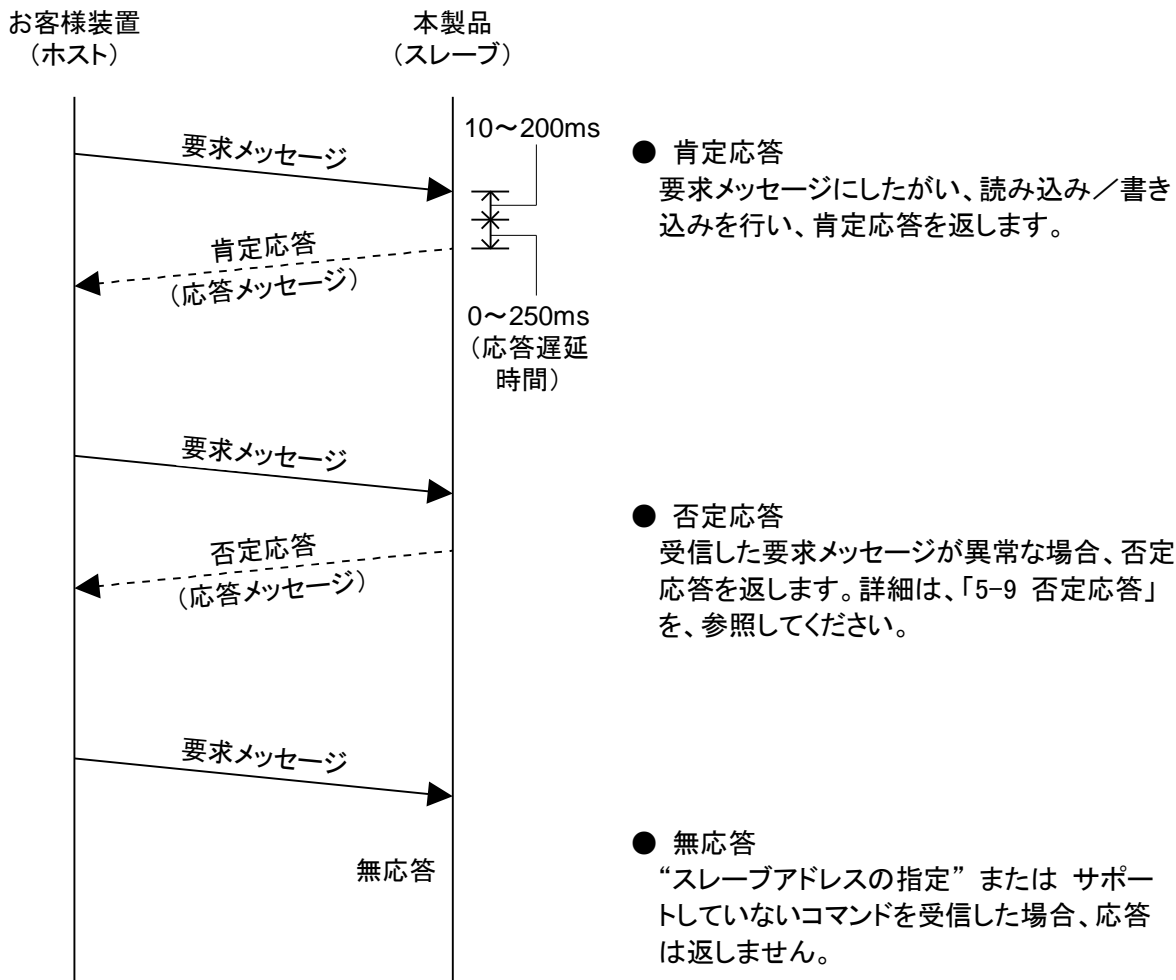 お客様装置
（ホスト）
本製品
（スレーブ）
要求メッセージ
10～200ms
肯定応答
（応答メッセージ）
0～250ms
（応答遅延
時間）
● 肯定応答
要求メッセージにしたがい、読み込み／書き
込みを行い、肯定応答を返します。
要求メッセージ
否定応答
（応答メッセージ）
● 否定応答
受信した要求メッセージが異常な場合、否定
応答を返します。詳細は、「5-9 否定応答」
を、参照してください。
要求メッセージ
無応答
● 無応答
“スレーブアドレスの指定” または サポー
トしていないコマンドを受信した場合、応答
は返しません。